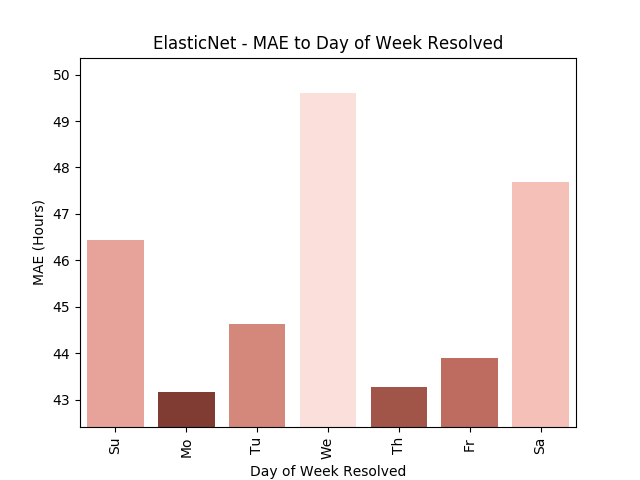 ElasticNet - MAE to Day of Week Resolved
50
49
48
47
46
45
44
43
MAE (Hours)
Su
Mo
Tu
We
Th
Fr
Sa
Day of Week Resolved